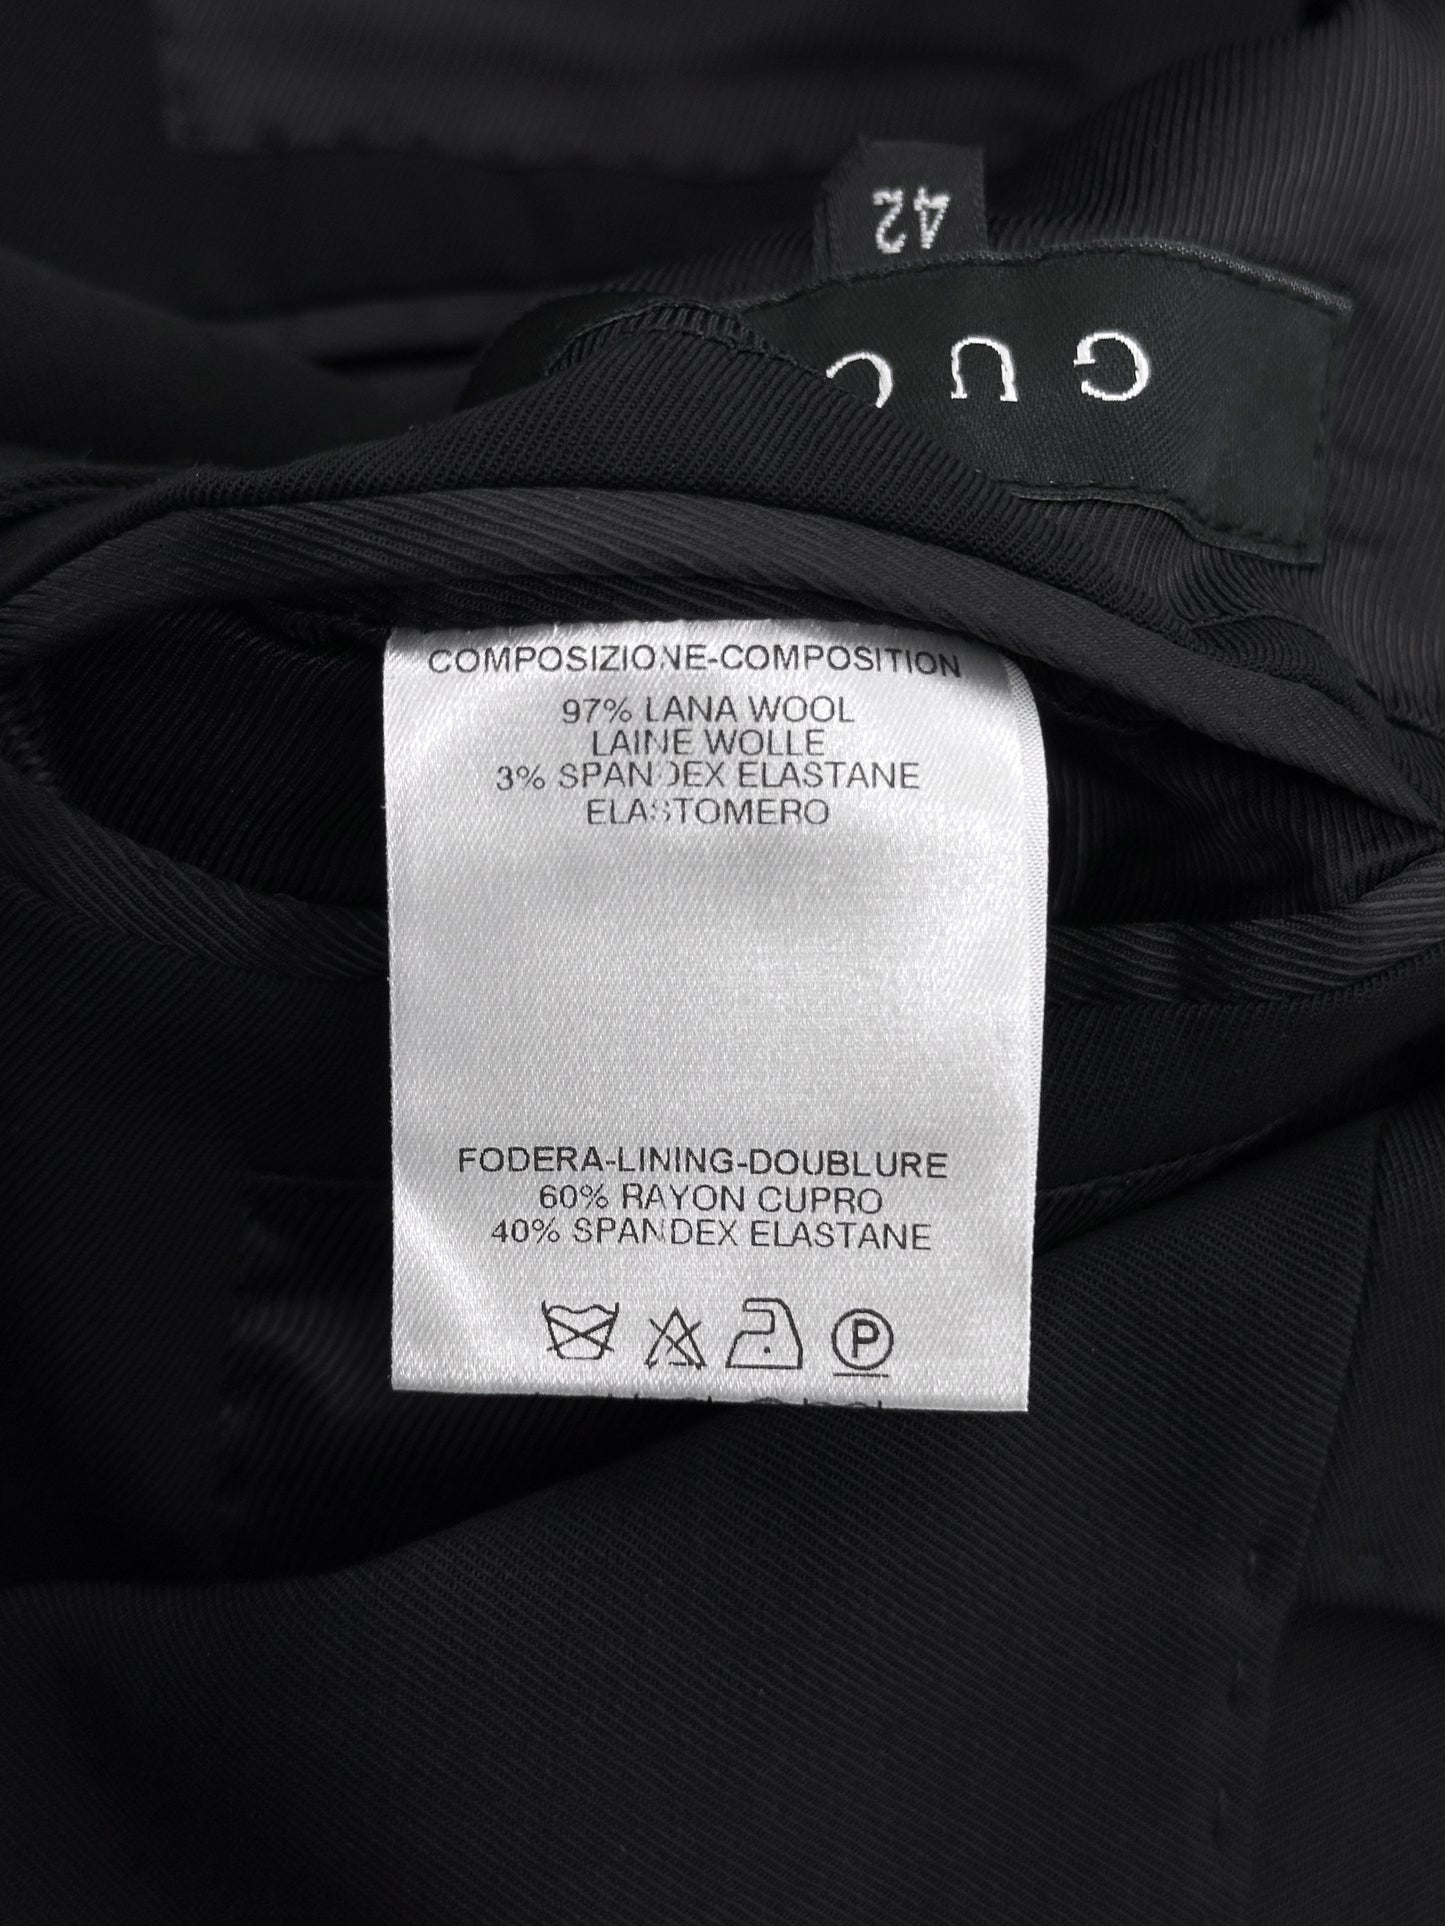 42
GUC
COMPOSIZIONE-COMPOSITION
97% LANA WOOL
LAINE WOLLE
3% SPANDEX ELASTANE
ELASTOMERO
FODERA-LINING-DOUBLURE
60% RAYON CUPRO
40% SPANDEX ELASTANE
P